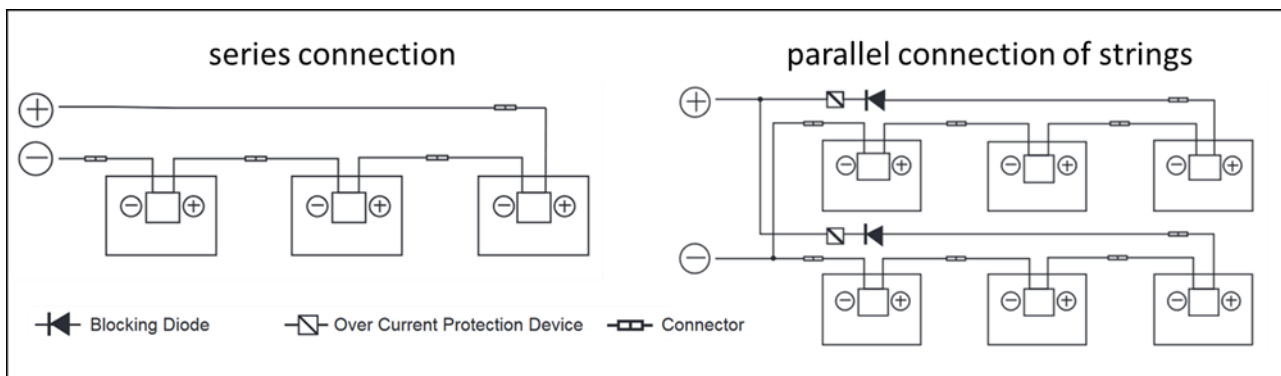 series connection
parallel connection of strings
+
−
− + − + − +
+
− + − + − +
−
− + − + − +
Blocking Diode
Over Current Protection Device
Connector